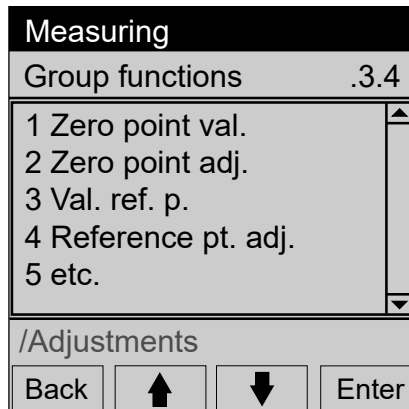 Measuring
Group functions .3.4
1 Zero point val.
2 Zero point adj.
3 Val. ref. p.
4 Reference pt. adj.
5 etc.
/Adjustments
Back Enter